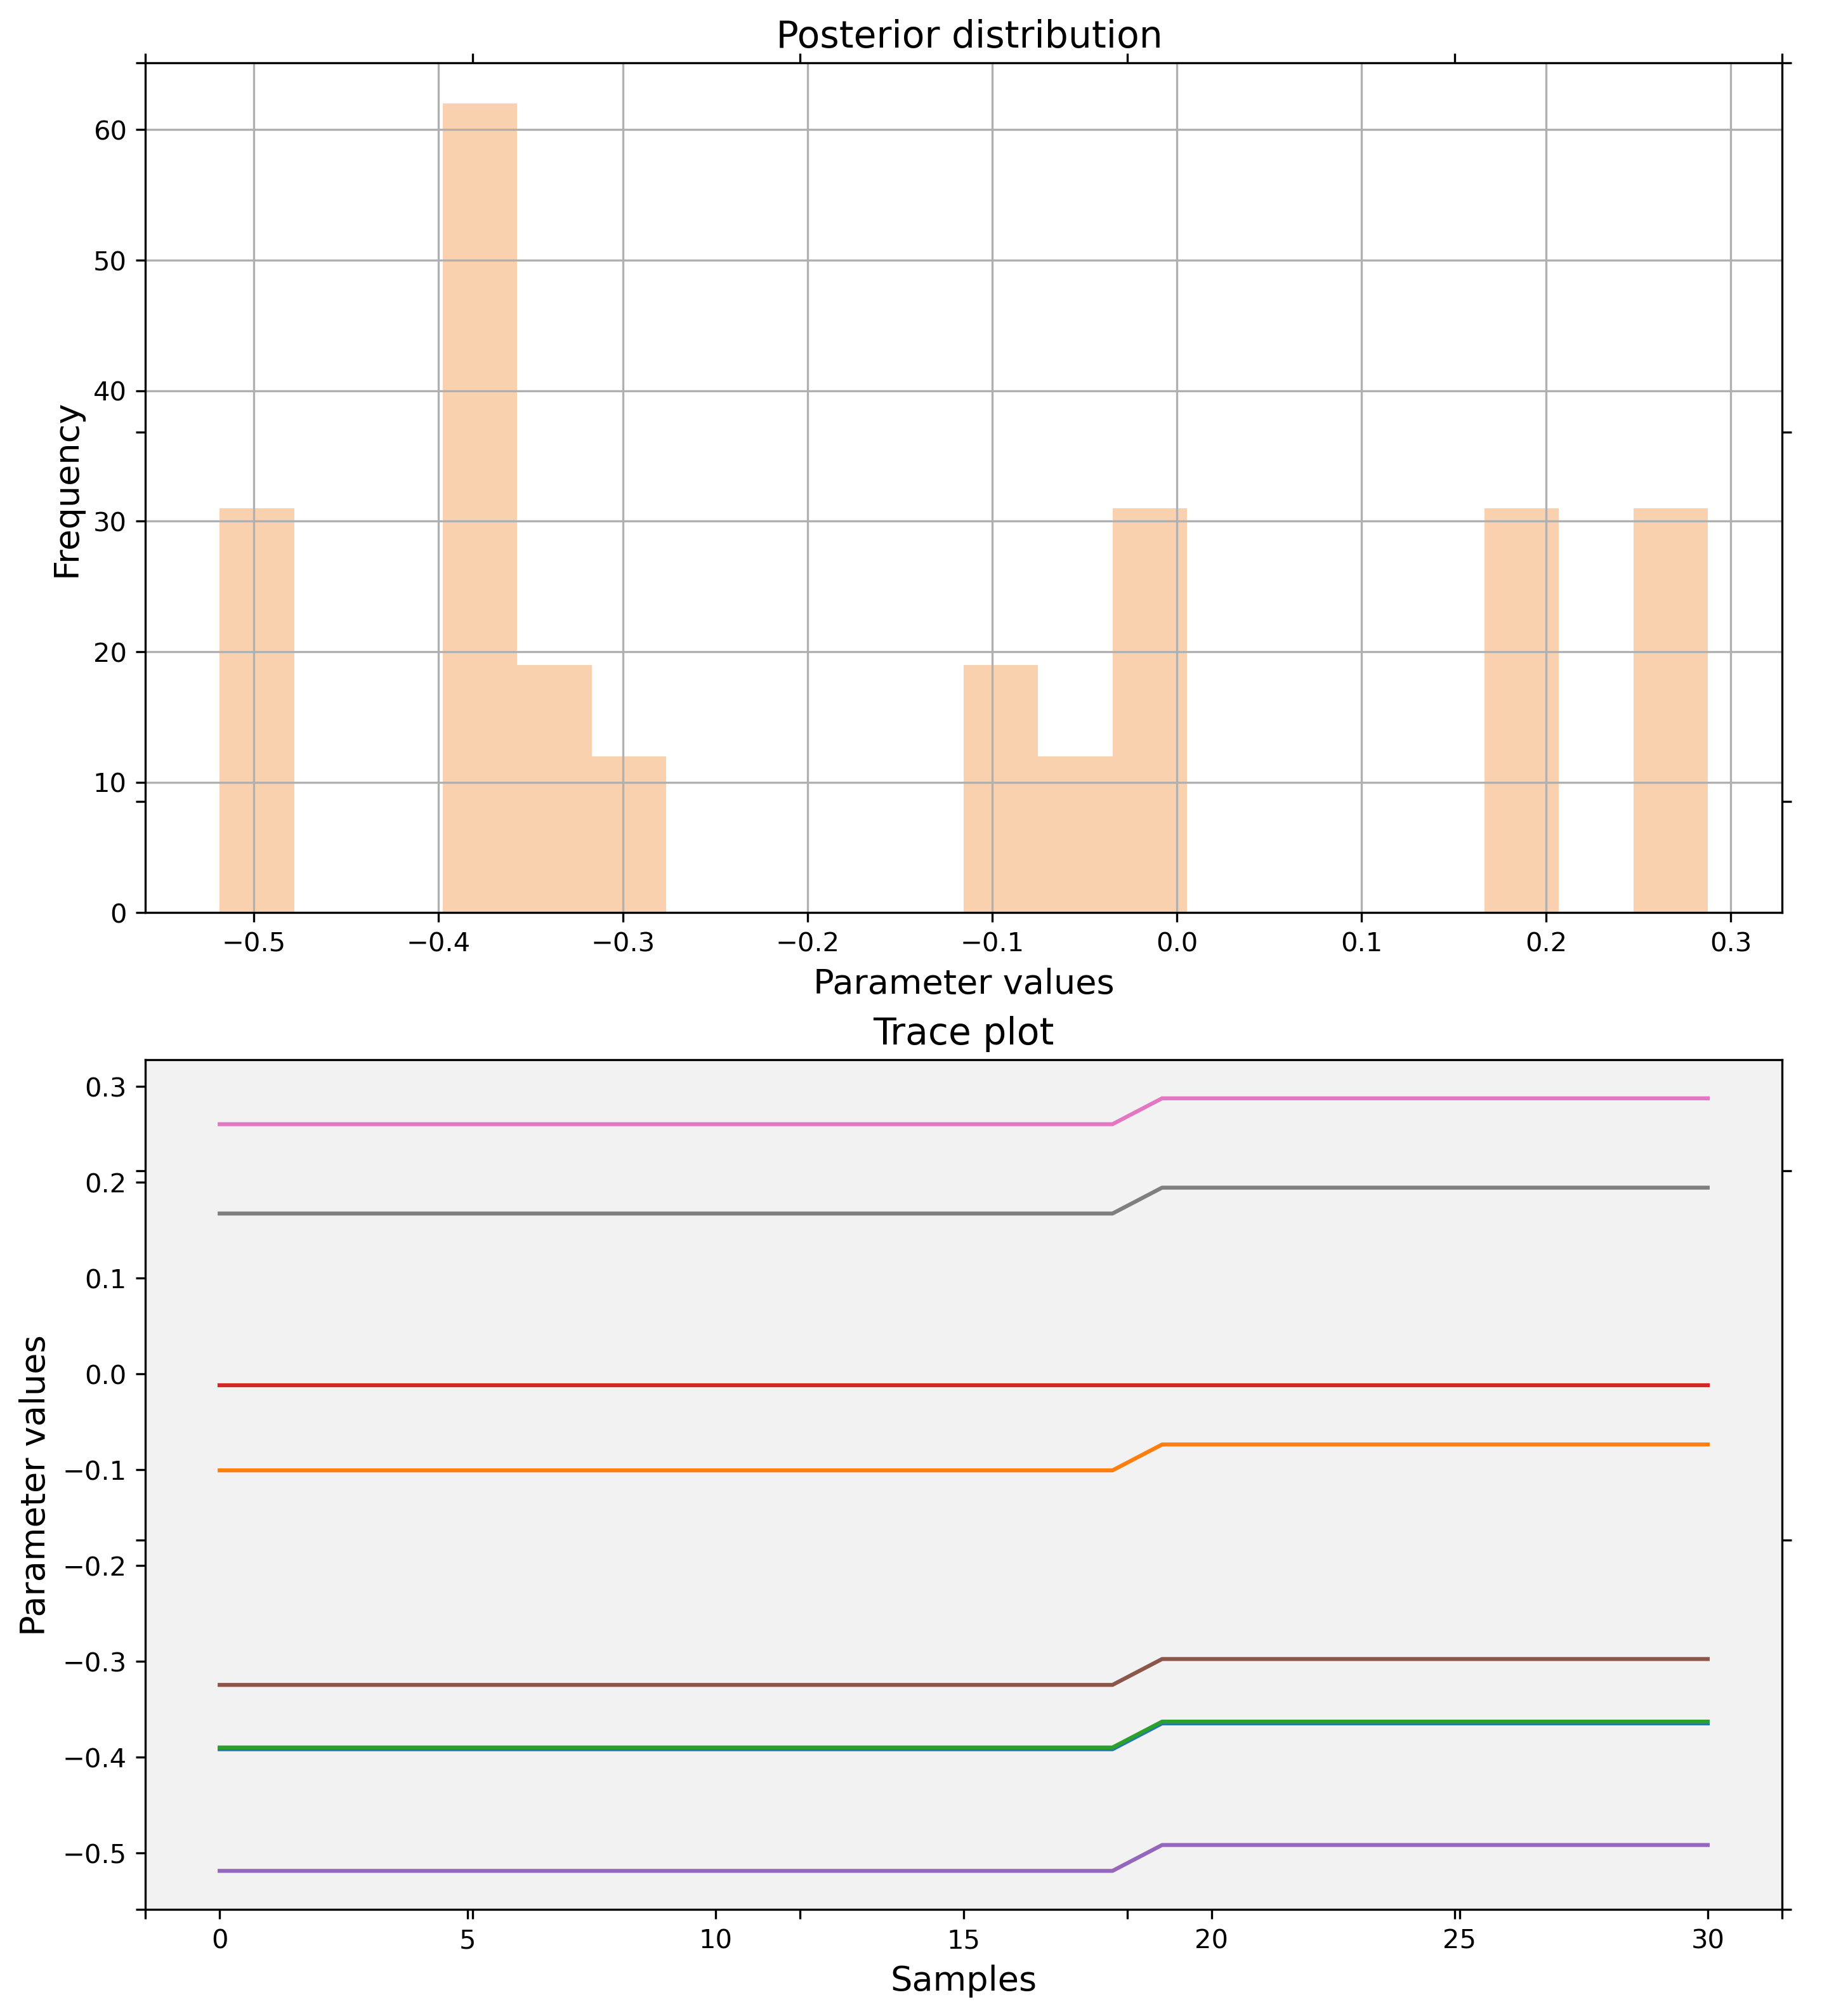 Posterior distribution
60
50
40
30
20
10
0
Frequency
−0.5 −0.4 −0.3 −0.2 −0.1 0.0 0.1 0.2 0.3
Parameter values
Trace plot
0.3
0.2
0.1
0.0
−0.1
−0.2
−0.3
−0.4
−0.5
Parameter values
0 5 10 15 20 25 30
Samples